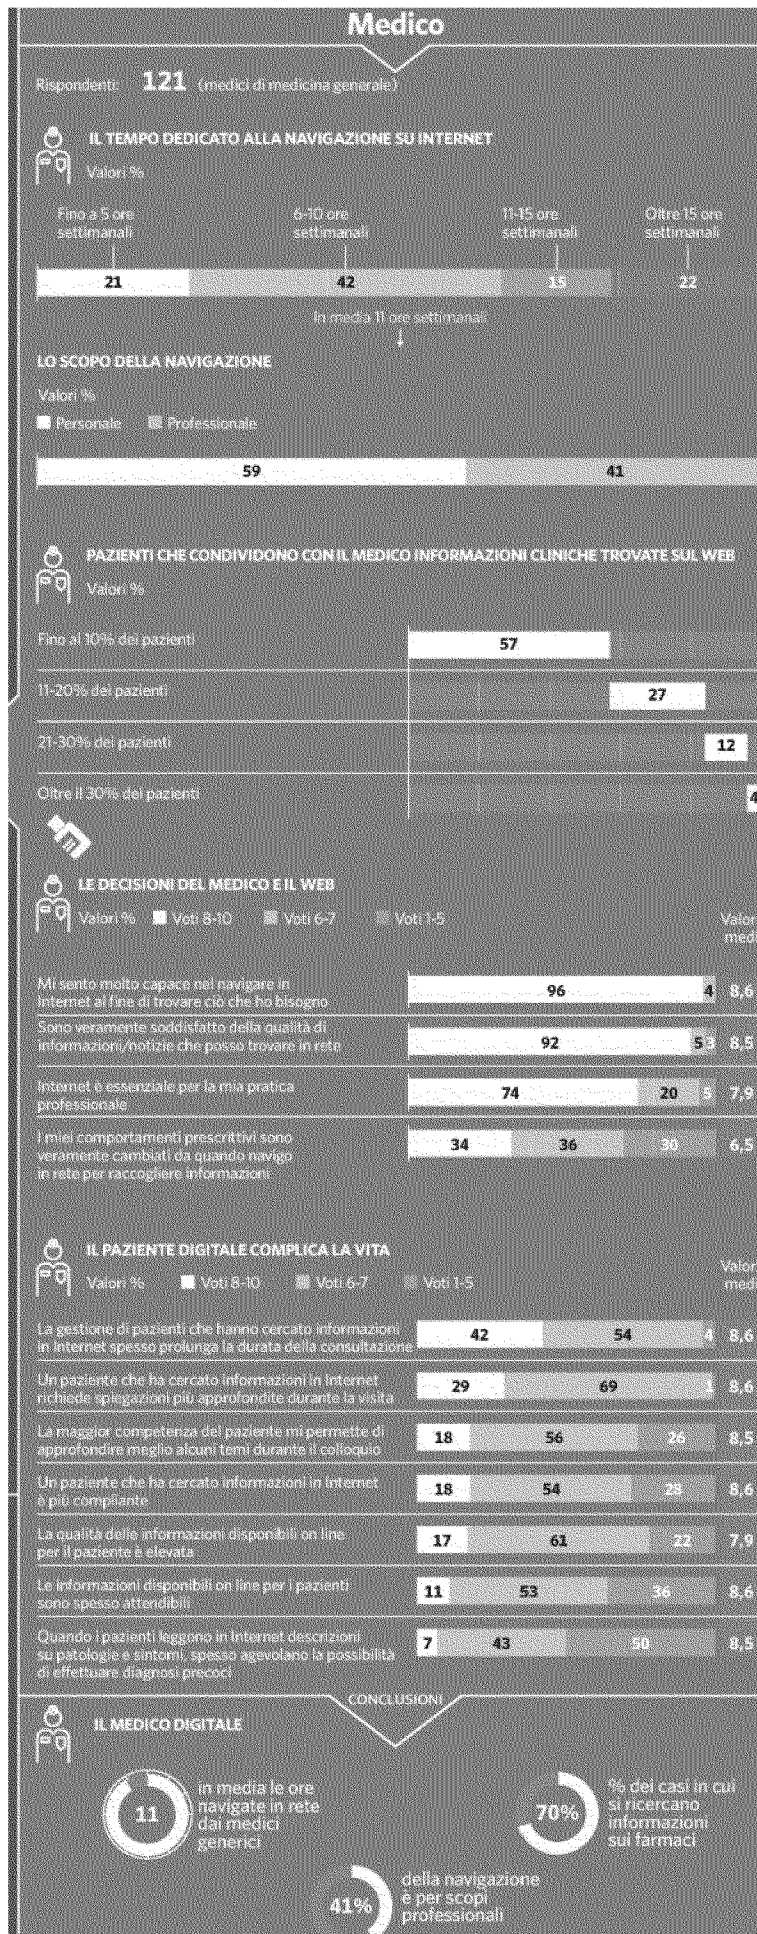 Medico
Rispondenti: 121 (medici di medicina generale)
IL TEMPO DEDICATO ALLA NAVIGAZIONE SU INTERNET
Valori %
Fino a 5 ore
settimanali
6-10 ore
settimanali
11-15 ore
settimanali
Oltre 15 ore
settimanali
21 42 15 22
In media 11 ore settimanali
LO SCOPO DELLA NAVIGAZIONE
Valori %
Personale Professionale
59 41
PAZIENTI CHE CONDIVIDONO CON IL MEDICO INFORMAZIONI CLINICHE TROVATE SUL WEB
Valori %
Fino al 10% dei pazienti 57
11-20% dei pazienti 27
21-30% dei pazienti 12
Oltre il 30% dei pazienti 4
LE DECISIONI DEL MEDICO E IL WEB
Valori % Voti 8-10 Voti 6-7 Voti 1-5
Valor
medi
Mi sento molto capace nel navigare in
Internet al fine di trovare ciò che ho bisogno
96 4 8,6
Sono veramente soddisfatto della qualità di
informazioni/notizie che posso trovare in rete
92 5 3 8,5
Internet è essenziale per la mia pratica
professionale
74 20 5 7,9
I miei comportamenti prescrittivi sono
veramente cambiati da quando navigo
in rete per raccogliere informazioni
34 36 30 6,5
IL PAZIENTE DIGITALE COMPLICA LA VITA
Valori % Voti 8-10 Voti 6-7 Voti 1-5
Valor
medi
La gestione di pazienti che hanno cercato informazioni
in Internet spesso prolunga la durata della consultazione
42 54 4 8,6
Un paziente che ha cercato informazioni in Internet
richiede spiegazioni più approfondite durante la visita
29 69 1 8,6
La maggior competenza del paziente mi permette di
approfondire meglio alcuni temi durante il colloquio
18 56 26 8,5
Un paziente che ha cercato informazioni in Internet
è più compliante
18 54 28 8,6
La qualità delle informazioni disponibili on line
per il paziente è elevata
17 61 22 7,9
Le informazioni disponibili on line per i pazienti
sono spesso attendibili
11 53 36 8,6
Quando i pazienti leggono in Internet descrizioni
su patologie e sintomi, spesso agevolano la possibilità
di effettuare diagnosi precoci
7 43 50 8,5
CONCLUSIONI
IL MEDICO DIGITALE
11
in media le ore
navigate in rete
dai medici
generici
70%
% dei casi in cui
si ricercano
informazioni
sui farmaci
41%
della navigazione
è per scopi
professionali